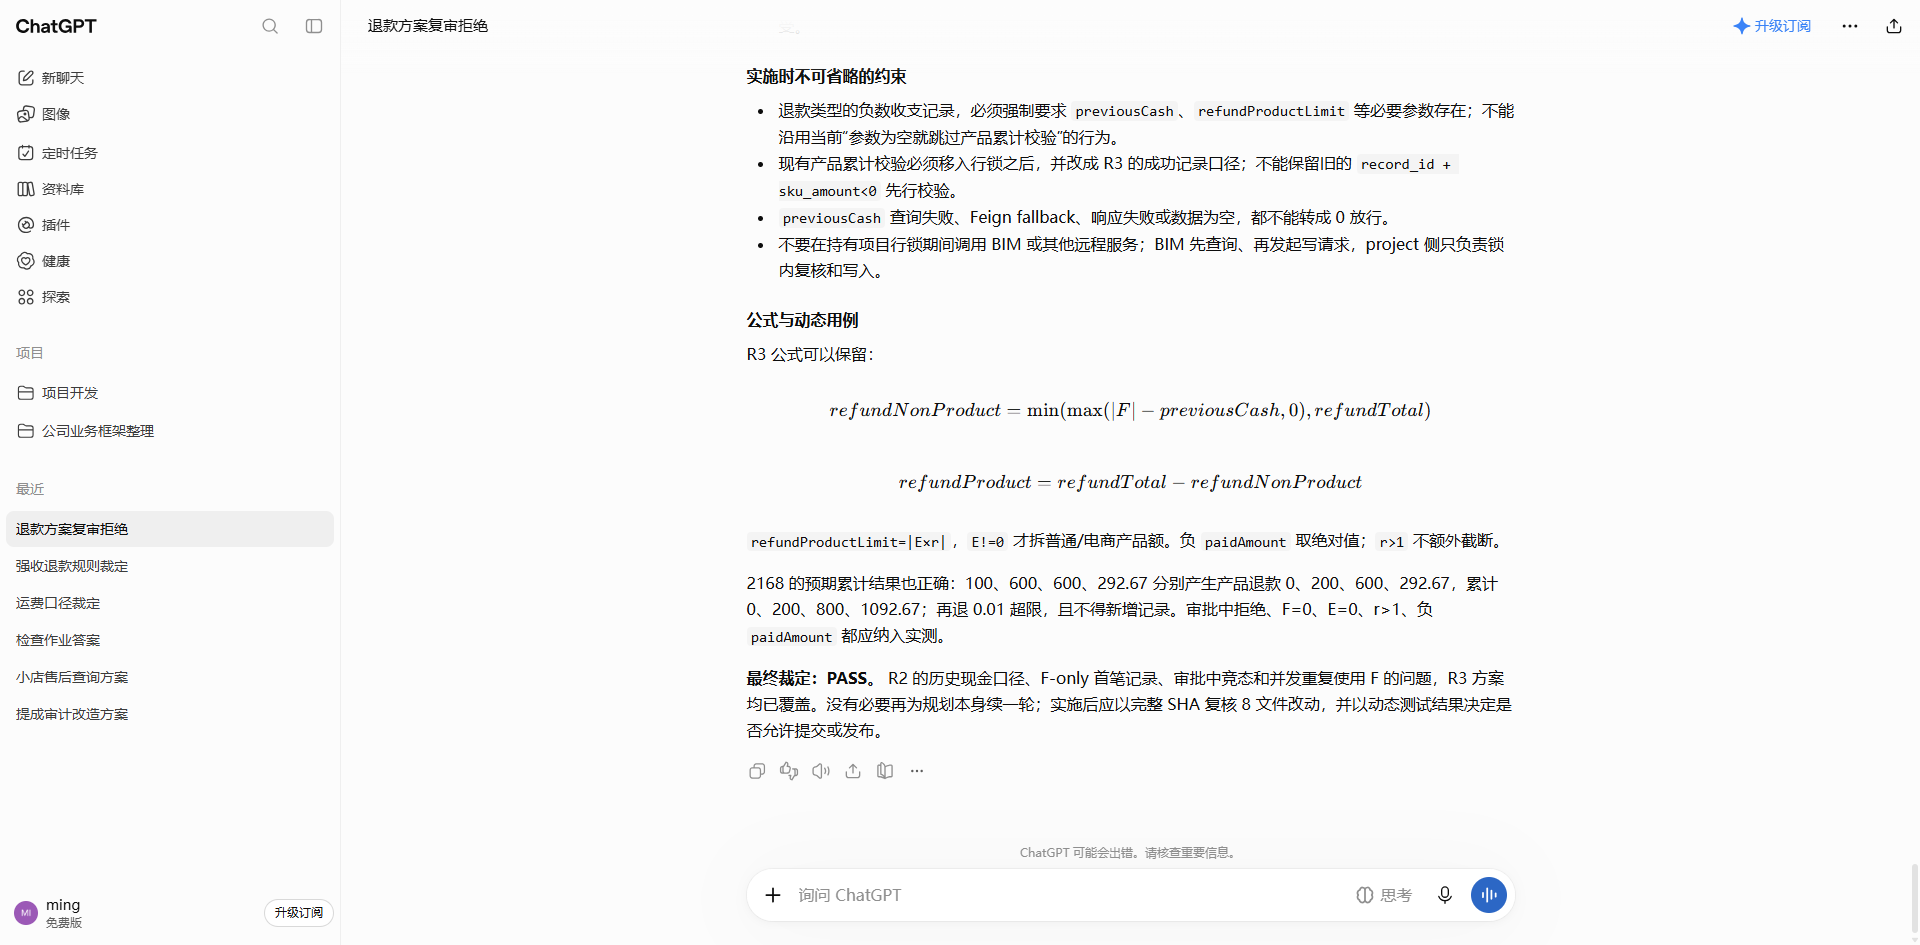 ChatGPT
新聊天
图像
定时任务
资料库
插件
健康
探索
项目
项目开发
公司业务框架整理
最近
退款方案复审拒绝
强收退款规则裁定
运费口径裁定
检查作业答案
小店售后查询方案
提成审计改造方案
MI
ming
免费版
升级订阅
退款方案复审拒绝
升级订阅
实施时不可省略的约束
• 退款类型的负数收支记录，必须强制要求 previousCash、refundProductLimit 等必要参数存在；不能
沿用当前“参数为空就跳过产品累计校验”的行为。
• 现有产品累计校验必须移入行锁之后，并改成 R3 的成功记录口径；不能保留旧的 record_id +
sku_amount<0 先行校验。
• previousCash 查询失败、Feign fallback、响应失败或数据为空，都不能转成 0 放行。
• 不要在持有项目行锁期间调用 BIM 或其他远程服务；BIM 先查询、再发起写请求，project 侧只负责锁
内复核和写入。
公式与动态用例
R3 公式可以保留：
refundNonProduct = min(max(|F| − previousCash, 0), refundTotal)
refundProduct = refundTotal − refundNonProduct
refundProductLimit=|E×r|，E!=0 才拆普通/电商产品额。负 paidAmount 取绝对值；r>1 不额外截断。
2168 的预期累计结果也正确：100、600、600、292.67 分别产生产品退款 0、200、600、292.67，累计
0、200、800、1092.67；再退 0.01 超限，且不得新增记录。审批中拒绝、F=0、E=0、r>1、负
paidAmount 都应纳入实测。
最终裁定：PASS。 R2 的历史现金口径、F-only 首笔记录、审批中竞态和并发重复使用 F 的问题，R3 方案
均已覆盖。没有必要再为规划本身续一轮；实施后应以完整 SHA 复核 8 文件改动，并以动态测试结果决定是
否允许提交或发布。
ChatGPT 可能会出错。请核查重要信息。
询问 ChatGPT
思考